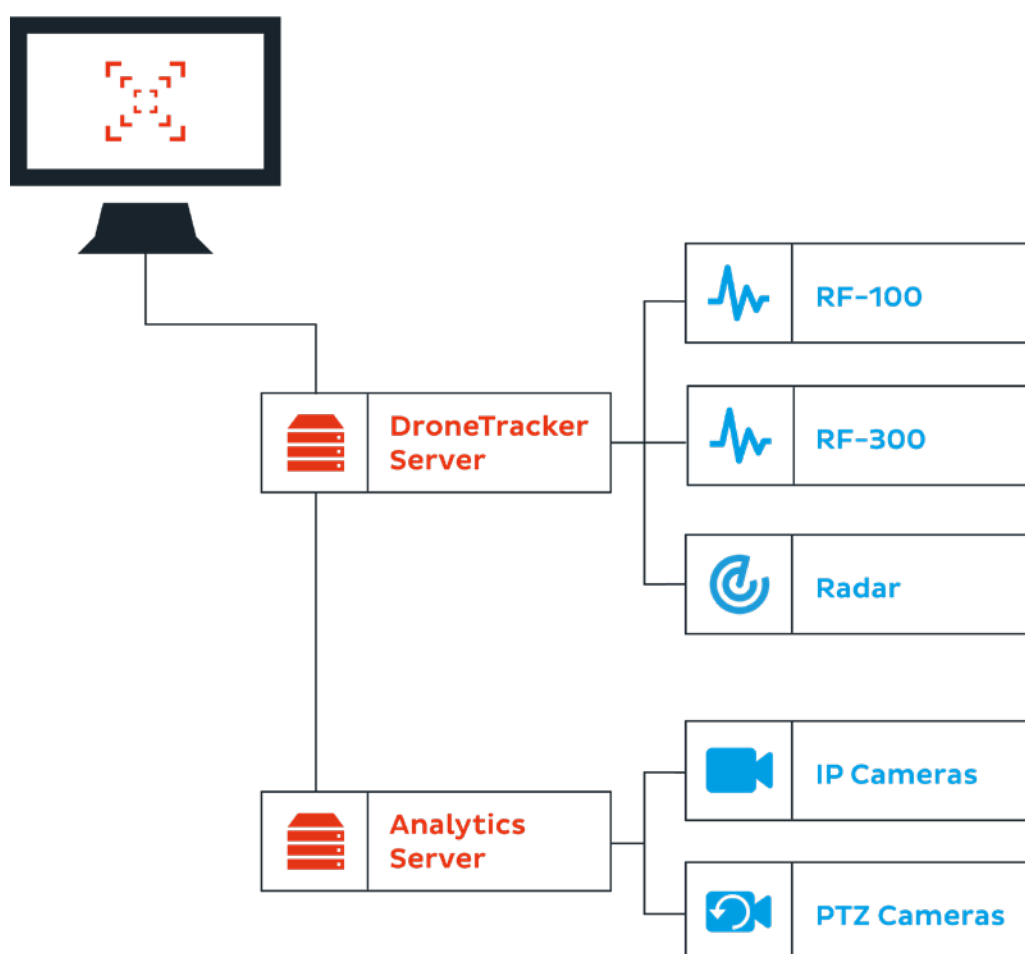 RF-100
DroneTracker
Server
RF-300
Radar
IP Cameras
Analytics
Server
PTZ Cameras